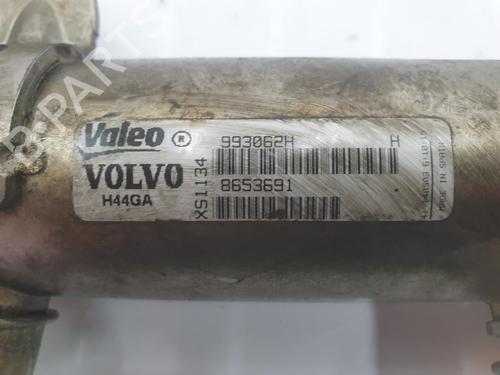 Valeo ® 993062H H
VOLVO 8653691
H44GA
XS1134
MADE IN SPAIN
B-PARTS